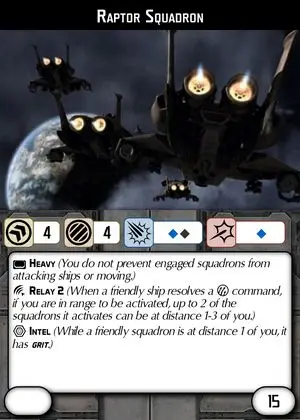 Raptor Squadron
4 4
Heavy (You do not prevent engaged squadrons from
attacking ships or moving.)
Relay 2 (When a friendly ship resolves a command,
if you are in range to be activated, up to 2 of the
squadrons it activates can be at distance 1-3 of you.)
Intel (While a friendly squadron is at distance 1 of you, it
has grit.)
15